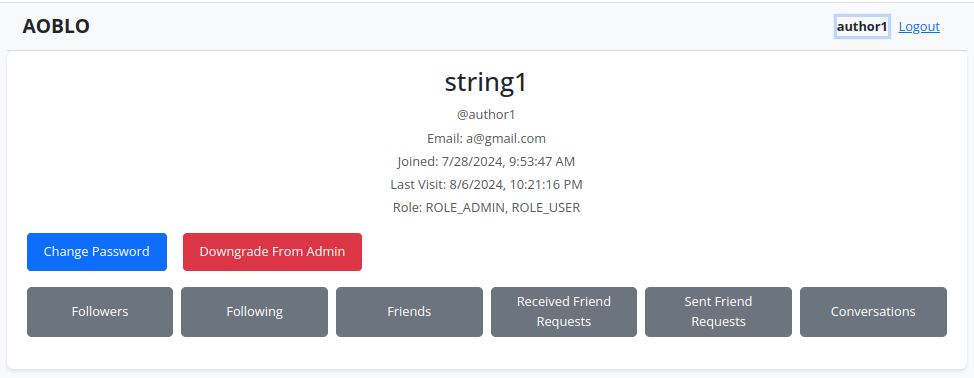 AOBLO
author1 Logout
string1
@author1
Email: a@gmail.com
Joined: 7/28/2024, 9:53:47 AM
Last Visit: 8/6/2024, 10:21:16 PM
Role: ROLE_ADMIN, ROLE_USER
Change Password
Downgrade From Admin
Followers
Following
Friends
Received Friend
Requests
Sent Friend
Requests
Conversations